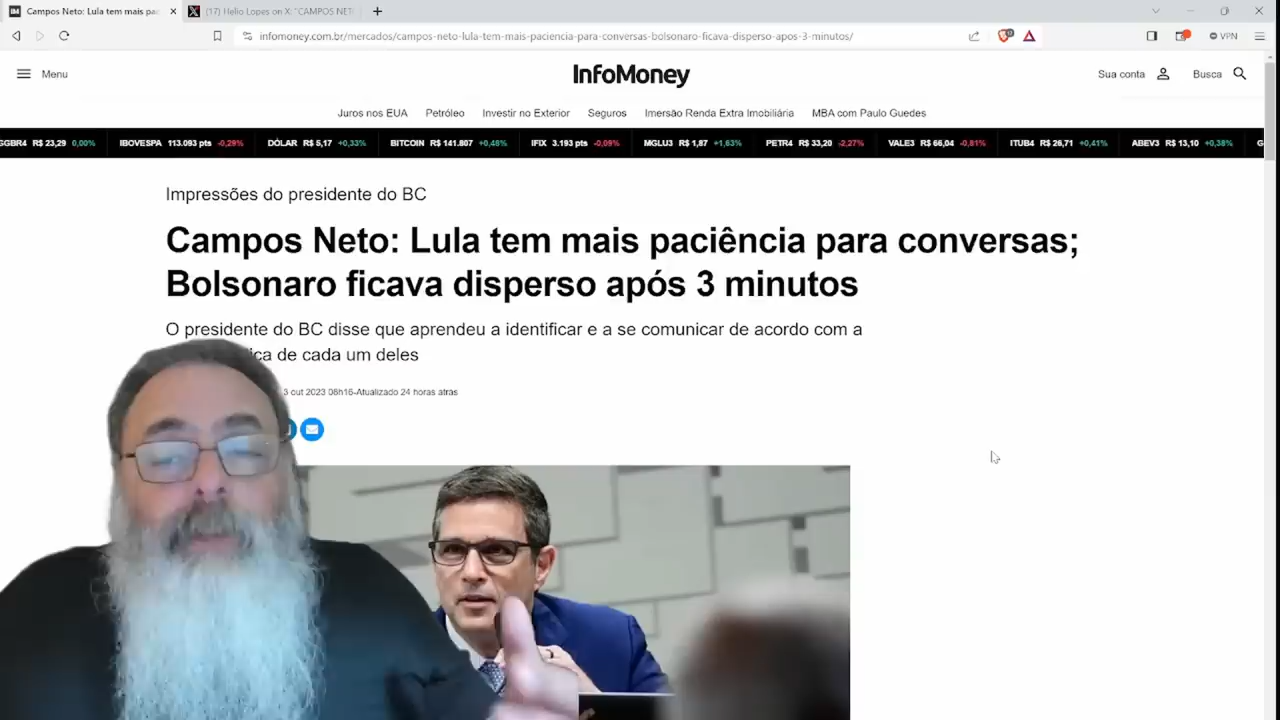 Campos Neto: Lula tem mais pa
(17) Helio Lopes on X: "CAMPOS NET
infomoney.com.br/mercados/campos-neto-lula-tem-mais-paciencia-para-conversas-bolsonaro-ficava-disperso-apos-3-minutos/
VPN
Menu
InfoMoney
Sua conta
Busca
Juros nos EUA Petróleo Investir no Exterior Seguros Imersão Renda Extra Imobiliária MBA com Paulo Guedes
GGBR4 R$ 23,29 0,00% IBOVESPA 113.093 pts -0,29% DÓLAR R$ 5,17 +0,33% BITCOIN R$ 141.807 +0,48% IFIX 3.193 pts -0,09% MGLU3 R$ 1,87 +1,63% PETR4 R$ 33,20 -2,27% VALE3 R$ 66,04 -0,81% ITUB4 R$ 26,71 +0,41% ABEV3 R$ 13,10 +0,38% G
Impressões do presidente do BC
Campos Neto: Lula tem mais paciência para conversas;
Bolsonaro ficava disperso após 3 minutos
O presidente do BC disse que aprendeu a identificar e a se comunicar de acordo com a
ica de cada um deles
3 out 2023 08h16-Atualizado 24 horas atras